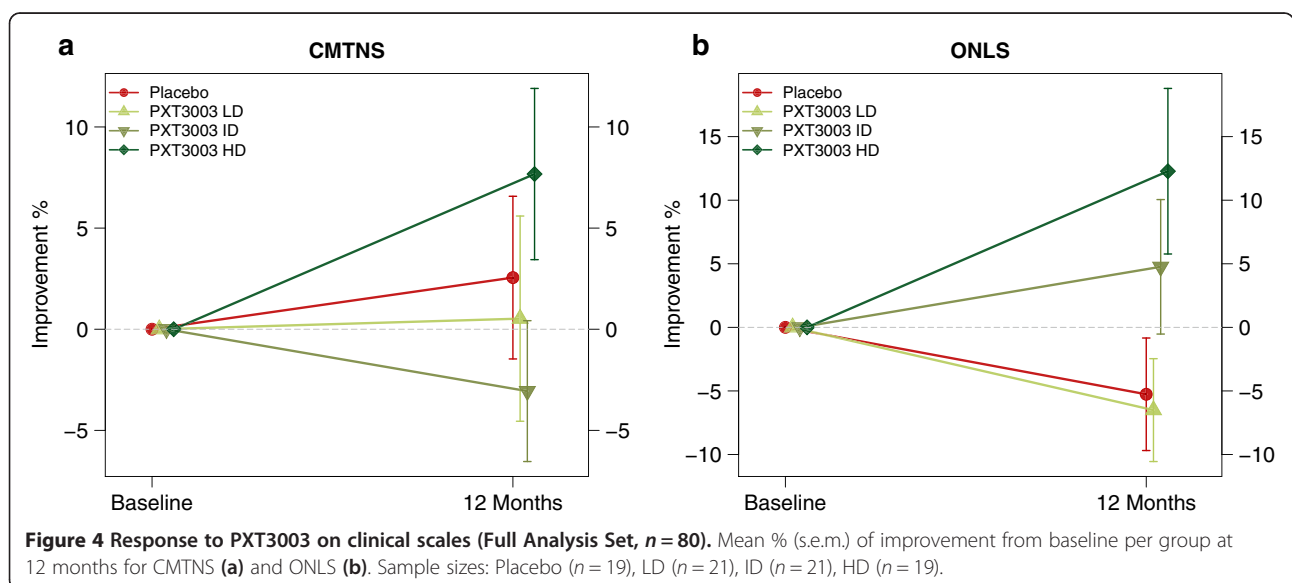 a
CMTNS
Placebo
PXT3003 LD
PXT3003 ID
PXT3003 HD
Improvement %
10
5
0
−5
10
5
0
−5
Baseline
12 Months
b
ONLS
Placebo
PXT3003 LD
PXT3003 ID
PXT3003 HD
Improvement %
15
10
5
0
−5
−10
15
10
5
0
−5
−10
Baseline
12 Months
Figure 4 Response to PXT3003 on clinical scales (Full Analysis Set, n = 80). Mean % (s.e.m.) of improvement from baseline per group at
12 months for CMTNS (a) and ONLS (b). Sample sizes: Placebo (n = 19), LD (n = 21), ID (n = 21), HD (n = 19).